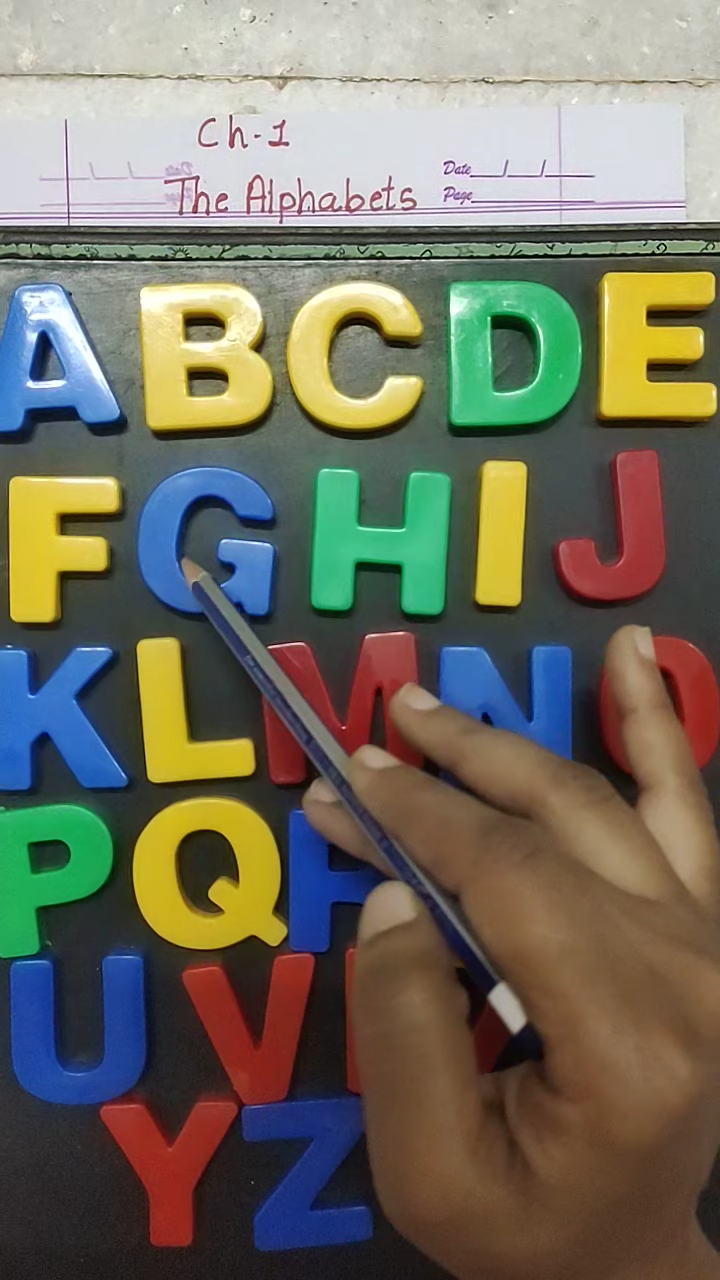 Ch-1
Date
The Alphabets
Page
A B C D E
F G H I J
K L M N O
P Q
U V
Y Z